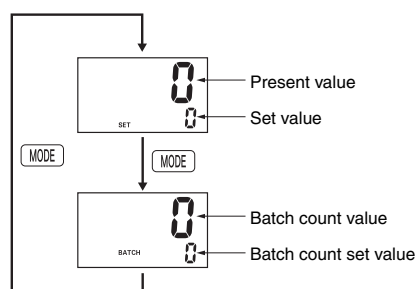 0
Present value
0
Set value
SET
MODE
MODE
0
Batch count value
0
Batch count set value
BATCH